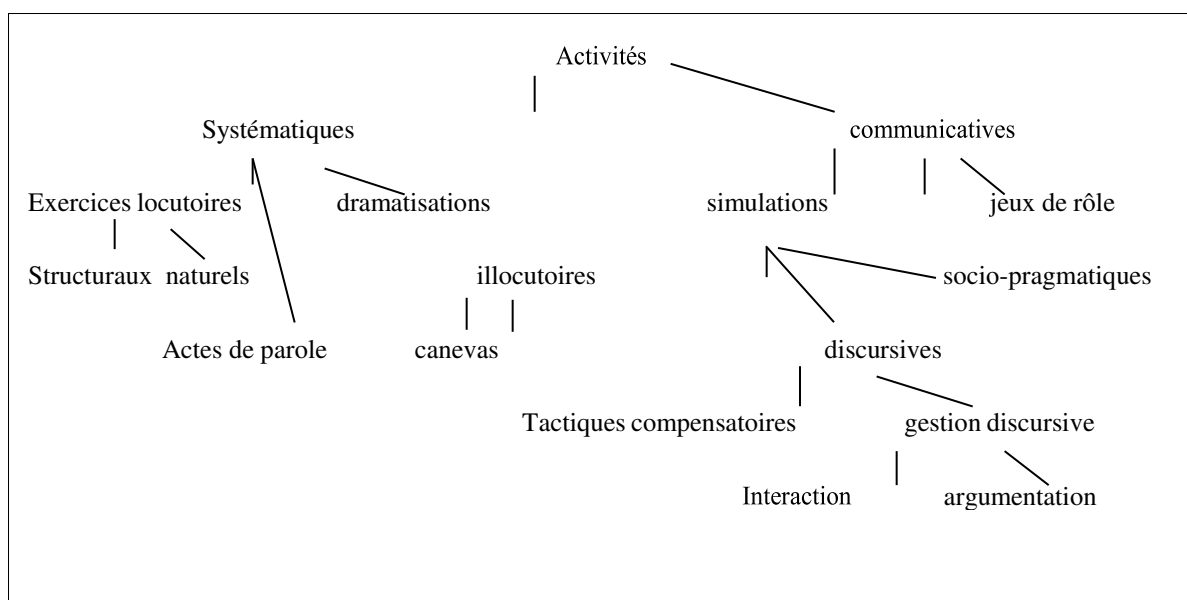 Activités
Systématiques communicatives
Exercices locutoires dramatisations simulations jeux de rôle
Structuraux naturels illocutoires socio-pragmatiques
Actes de parole canevas discursives
Tactiques compensatoires gestion discursive
Interaction argumentation